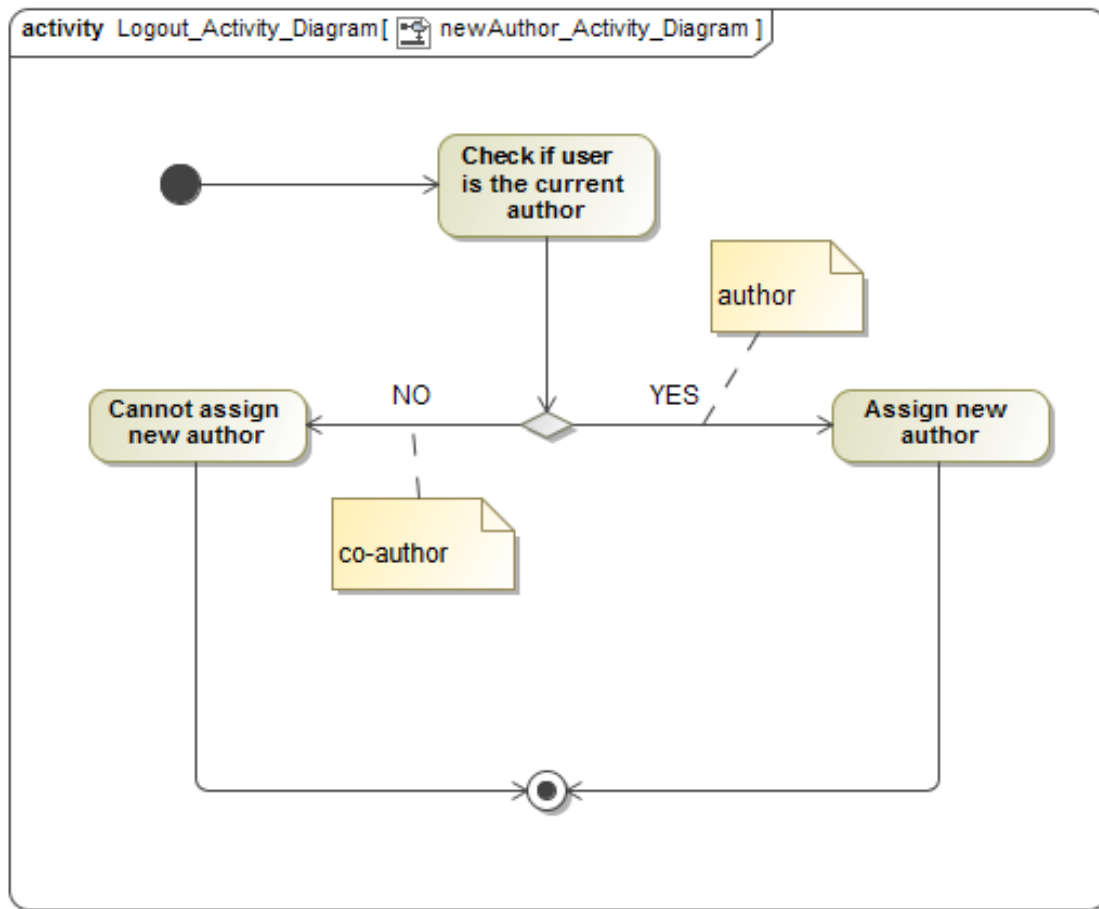 activity Logout_Activity_Diagram[ newAuthor_Activity_Diagram ]
Check if user
is the current
author
author
NO
YES
Cannot assign
new author
Assign new
author
co-author